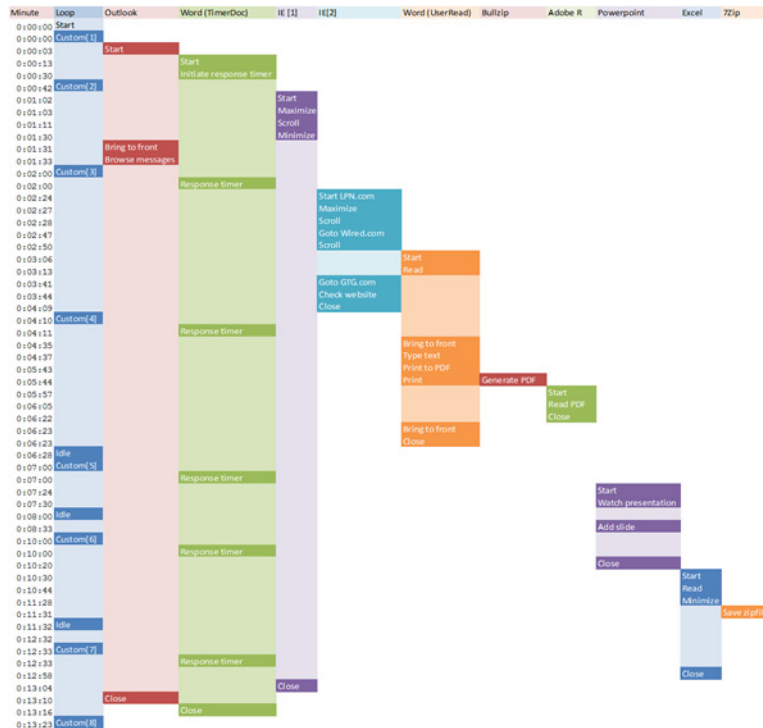 Minute Loop Outlook Word (TimerDoc) IE [1] IE[2] Word (UserRead) Bullzip Adobe R Powerpoint Excel 7Zip
0:00:00 Start
0:00:00 Custom[1]
0:00:03 Start
0:00:13 Start
0:00:30 Initiate response timer
0:00:42 Custom[2]
0:01:02 Start
0:01:03 Maximize
0:01:11 Scroll
0:01:30 Minimize
0:01:31 Bring to front
0:01:33 Browse messages
0:02:00 Custom[3]
0:02:00 Response timer
0:02:24 Start LPN.com
0:02:27 Maximize
0:02:28 Scroll
0:02:47 Goto Wired.com
0:02:50 Scroll
0:03:06 Start
0:03:13 Read
0:03:41 Goto GTG.com
0:03:44 Check website
0:04:09 Close
0:04:10 Custom[4]
0:04:11 Response timer
0:04:35 Bring to front
0:04:37 Type text
0:05:43 Print to PDF
0:05:44 Print Generate PDF
0:05:57 Start
0:06:05 Read PDF
0:06:22 Close
0:06:23 Bring to front
0:06:23 Close
0:06:28 Idle
0:07:00 Custom[5]
0:07:00 Response timer
0:07:24 Start
0:07:30 Watch presentation
0:08:00 Idle
0:08:33 Add slide
0:10:00 Custom[6]
0:10:00 Response timer
0:10:20 Close
0:10:30 Start
0:10:44 Read
0:11:28 Minimize
0:11:31 Save zipfil
0:11:32 Idle
0:12:32
0:12:33 Custom[7]
0:12:33 Response timer
0:12:58 Close
0:13:04 Close
0:13:10 Close
0:13:16 Close
0:13:23 Custom[8]